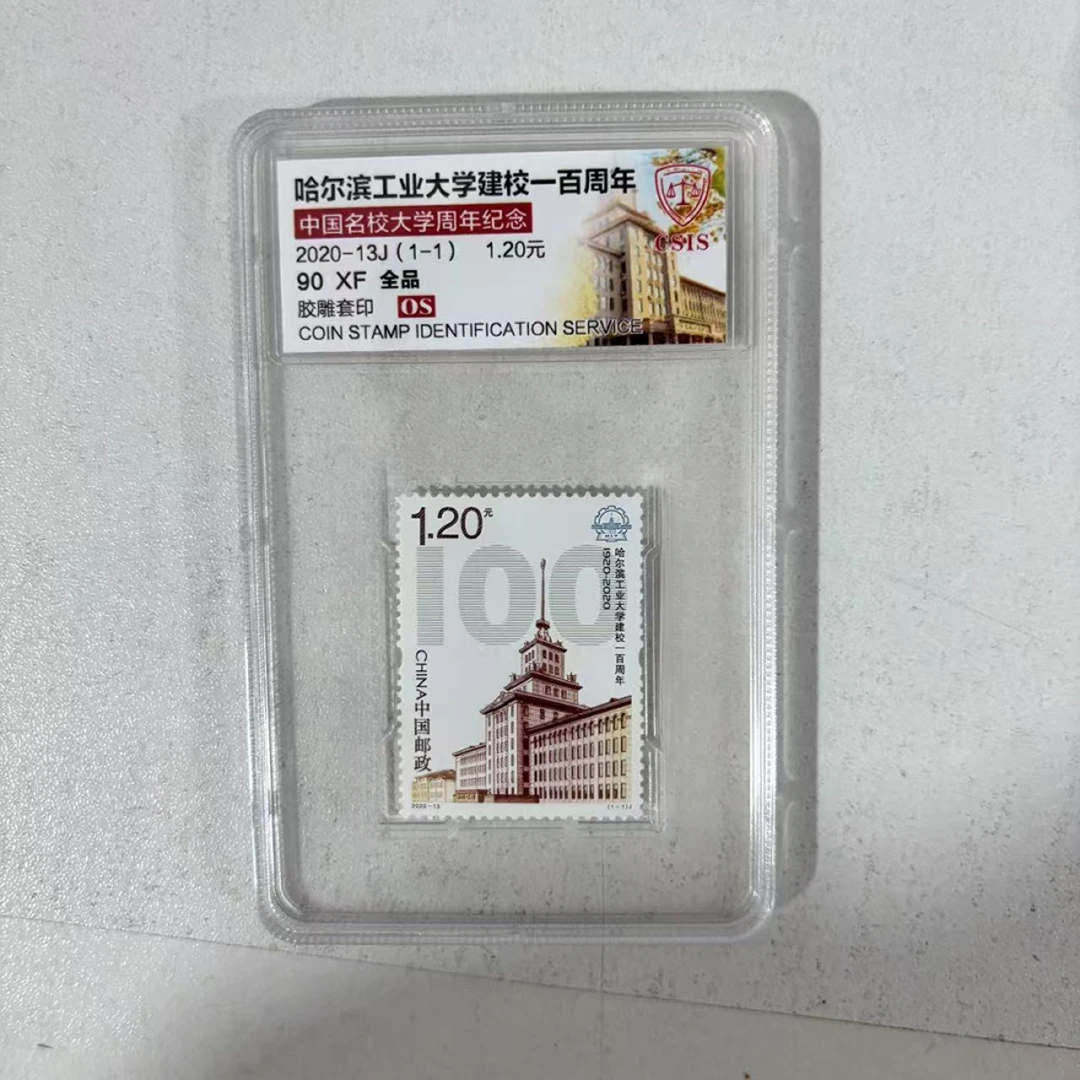 哈尔滨工业大学建校一百周年
中国名校大学周年纪念
2020-13J（1-1） 1.20元
90 XF 全品
胶雕套印 OS
COIN STAMP IDENTIFICATION SERVICE
CSIS
1.20元
100
1920-2020
哈尔滨工业大学建校一百周年
CHINA中国邮政
2020-13
(1-1)J